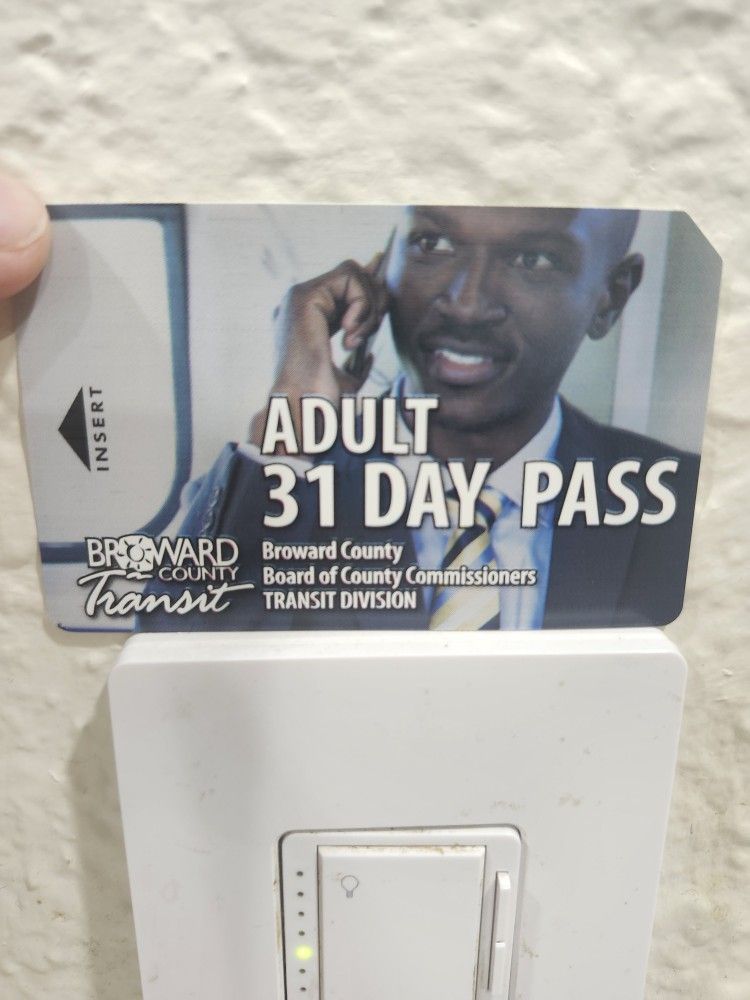 INSERT
ADULT
31 DAY PASS
BROWARD
COUNTY
Transit
Broward County
Board of County Commissioners
TRANSIT DIVISION